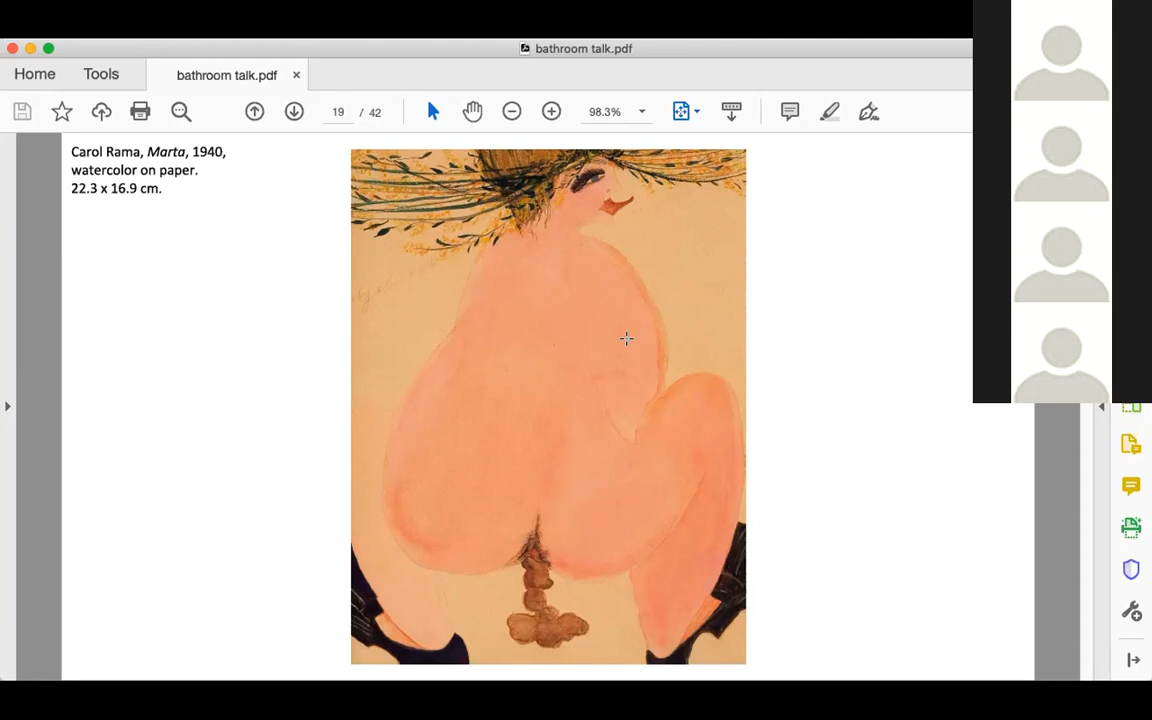 bathroom talk.pdf
Home
Tools
bathroom talk.pdf
19 / 42
98.3%
Carol Rama, Marta, 1940,
watercolor on paper.
22.3 x 16.9 cm.